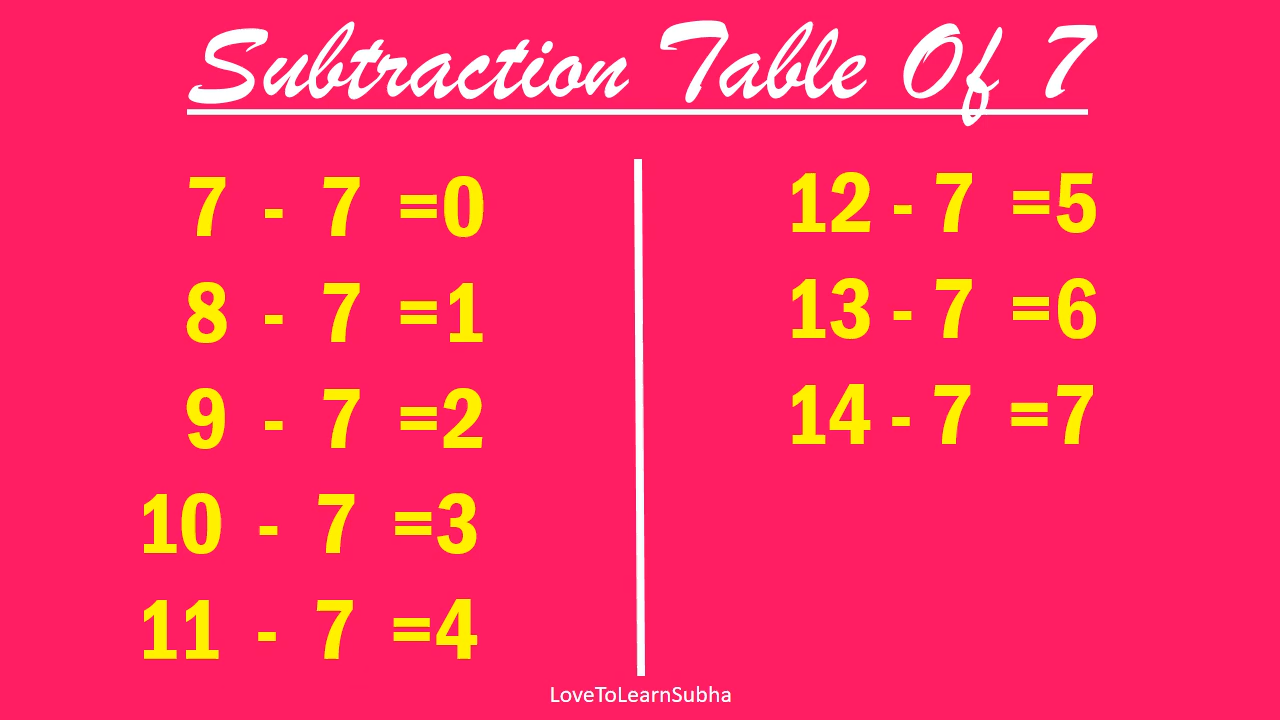 Subtraction Table Of 7
7 - 7 =0
8 - 7 =1
9 - 7 =2
10 - 7 =3
11 - 7 =4
12 - 7 =5
13 - 7 =6
14 - 7 =7
LoveToLearnSubha